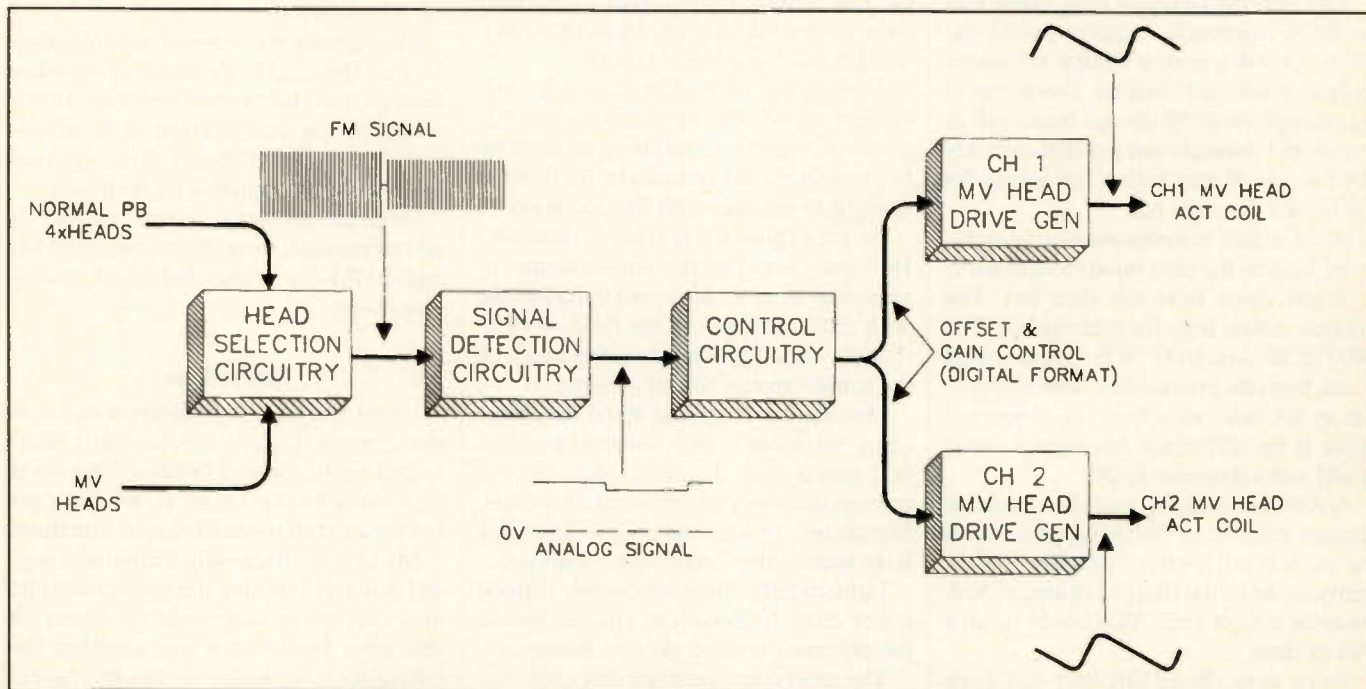 FM SIGNAL
NORMAL PB
4xHEADS
MV
HEADS
HEAD
SELECTION
CIRCUITRY
SIGNAL
DETECTION
CIRCUITRY
0V
ANALOG SIGNAL
CONTROL
CIRCUITRY
OFFSET &
GAIN CONTROL
(DIGITAL FORMAT)
CH 1
MV HEAD
DRIVE GEN
CH1 MV HEAD
ACT COIL
CH 2
MV HEAD
DRIVE GEN
CH2 MV HEAD
ACT COIL